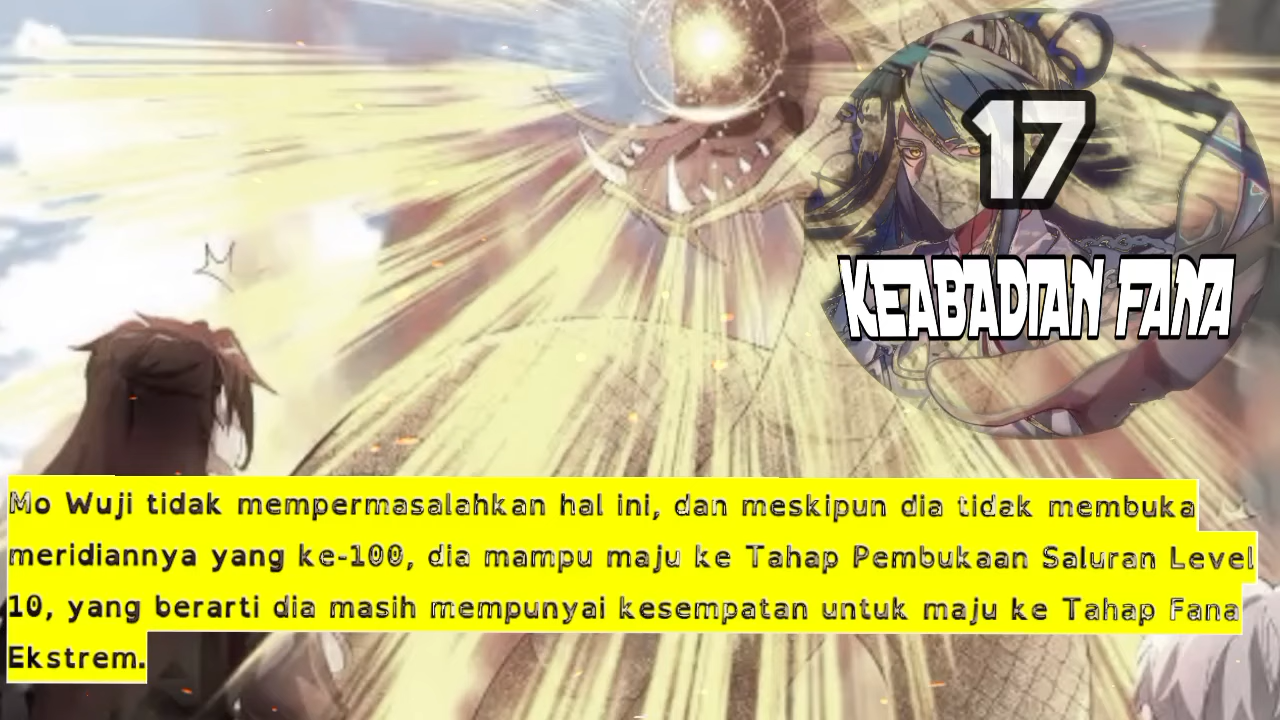 17
KEABADIAN FANA
Mo Wuji tidak mempermasalahkan hal ini, dan meskipun dia tidak membuka
meridiannya yang ke-100, dia mampu maju ke Tahap Pembukaan Saluran Level
10, yang berarti dia masih mempunyai kesempatan untuk maju ke Tahap Fana
Ekstrem.